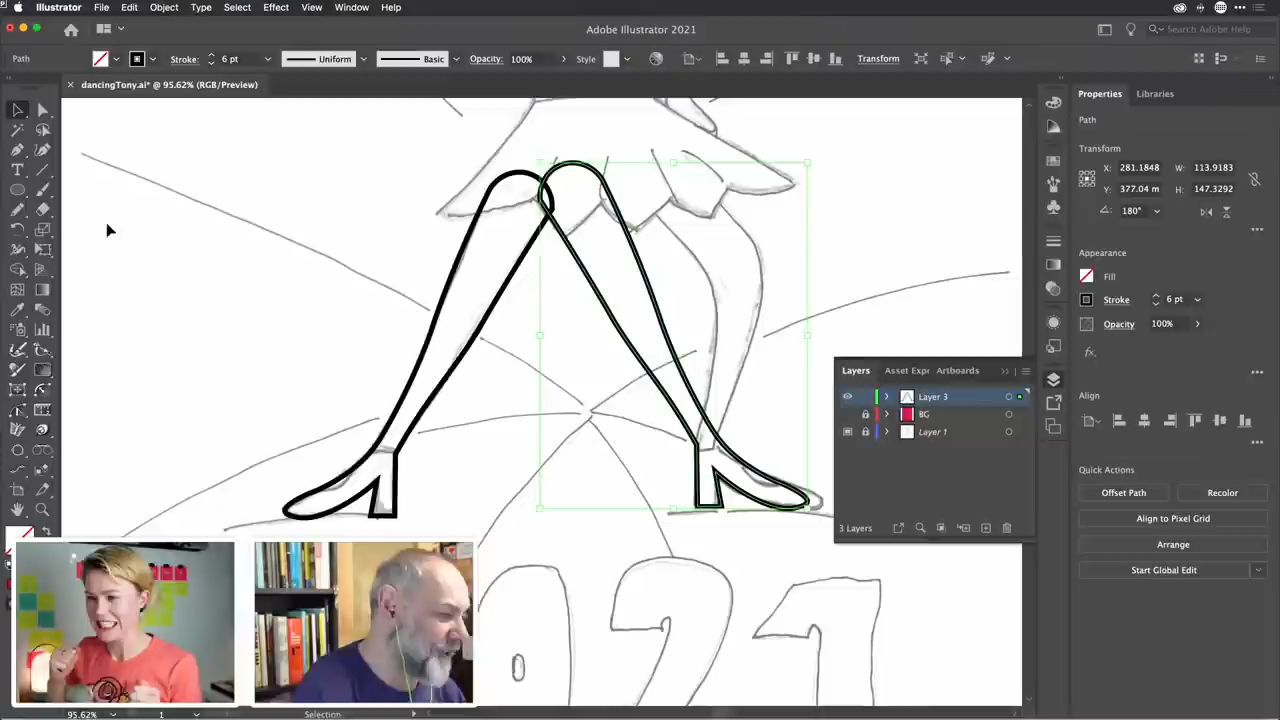 Illustrator File Edit Object Type Select Effect View Window Help
Adobe Illustrator 2021
Search Adobe Help
Path Stroke: 6 pt Uniform Basic Opacity: 100% Style Transform
× dancingTony.ai* @ 95.62% (RGB/Preview)
Properties Libraries
Path
Transform
X: 281.1848 W: 113.9183
Y: 377.04 m H: 147.3292
180°
Appearance
Fill
Stroke 6 pt
Opacity 100%
fx.
Align
Quick Actions
Offset Path Recolor
Align to Pixel Grid
Arrange
Start Global Edit
Layers Asset Expo Artboards
Layer 3
BG
Layer 1
3 Layers
021
95.62% 1 Selection